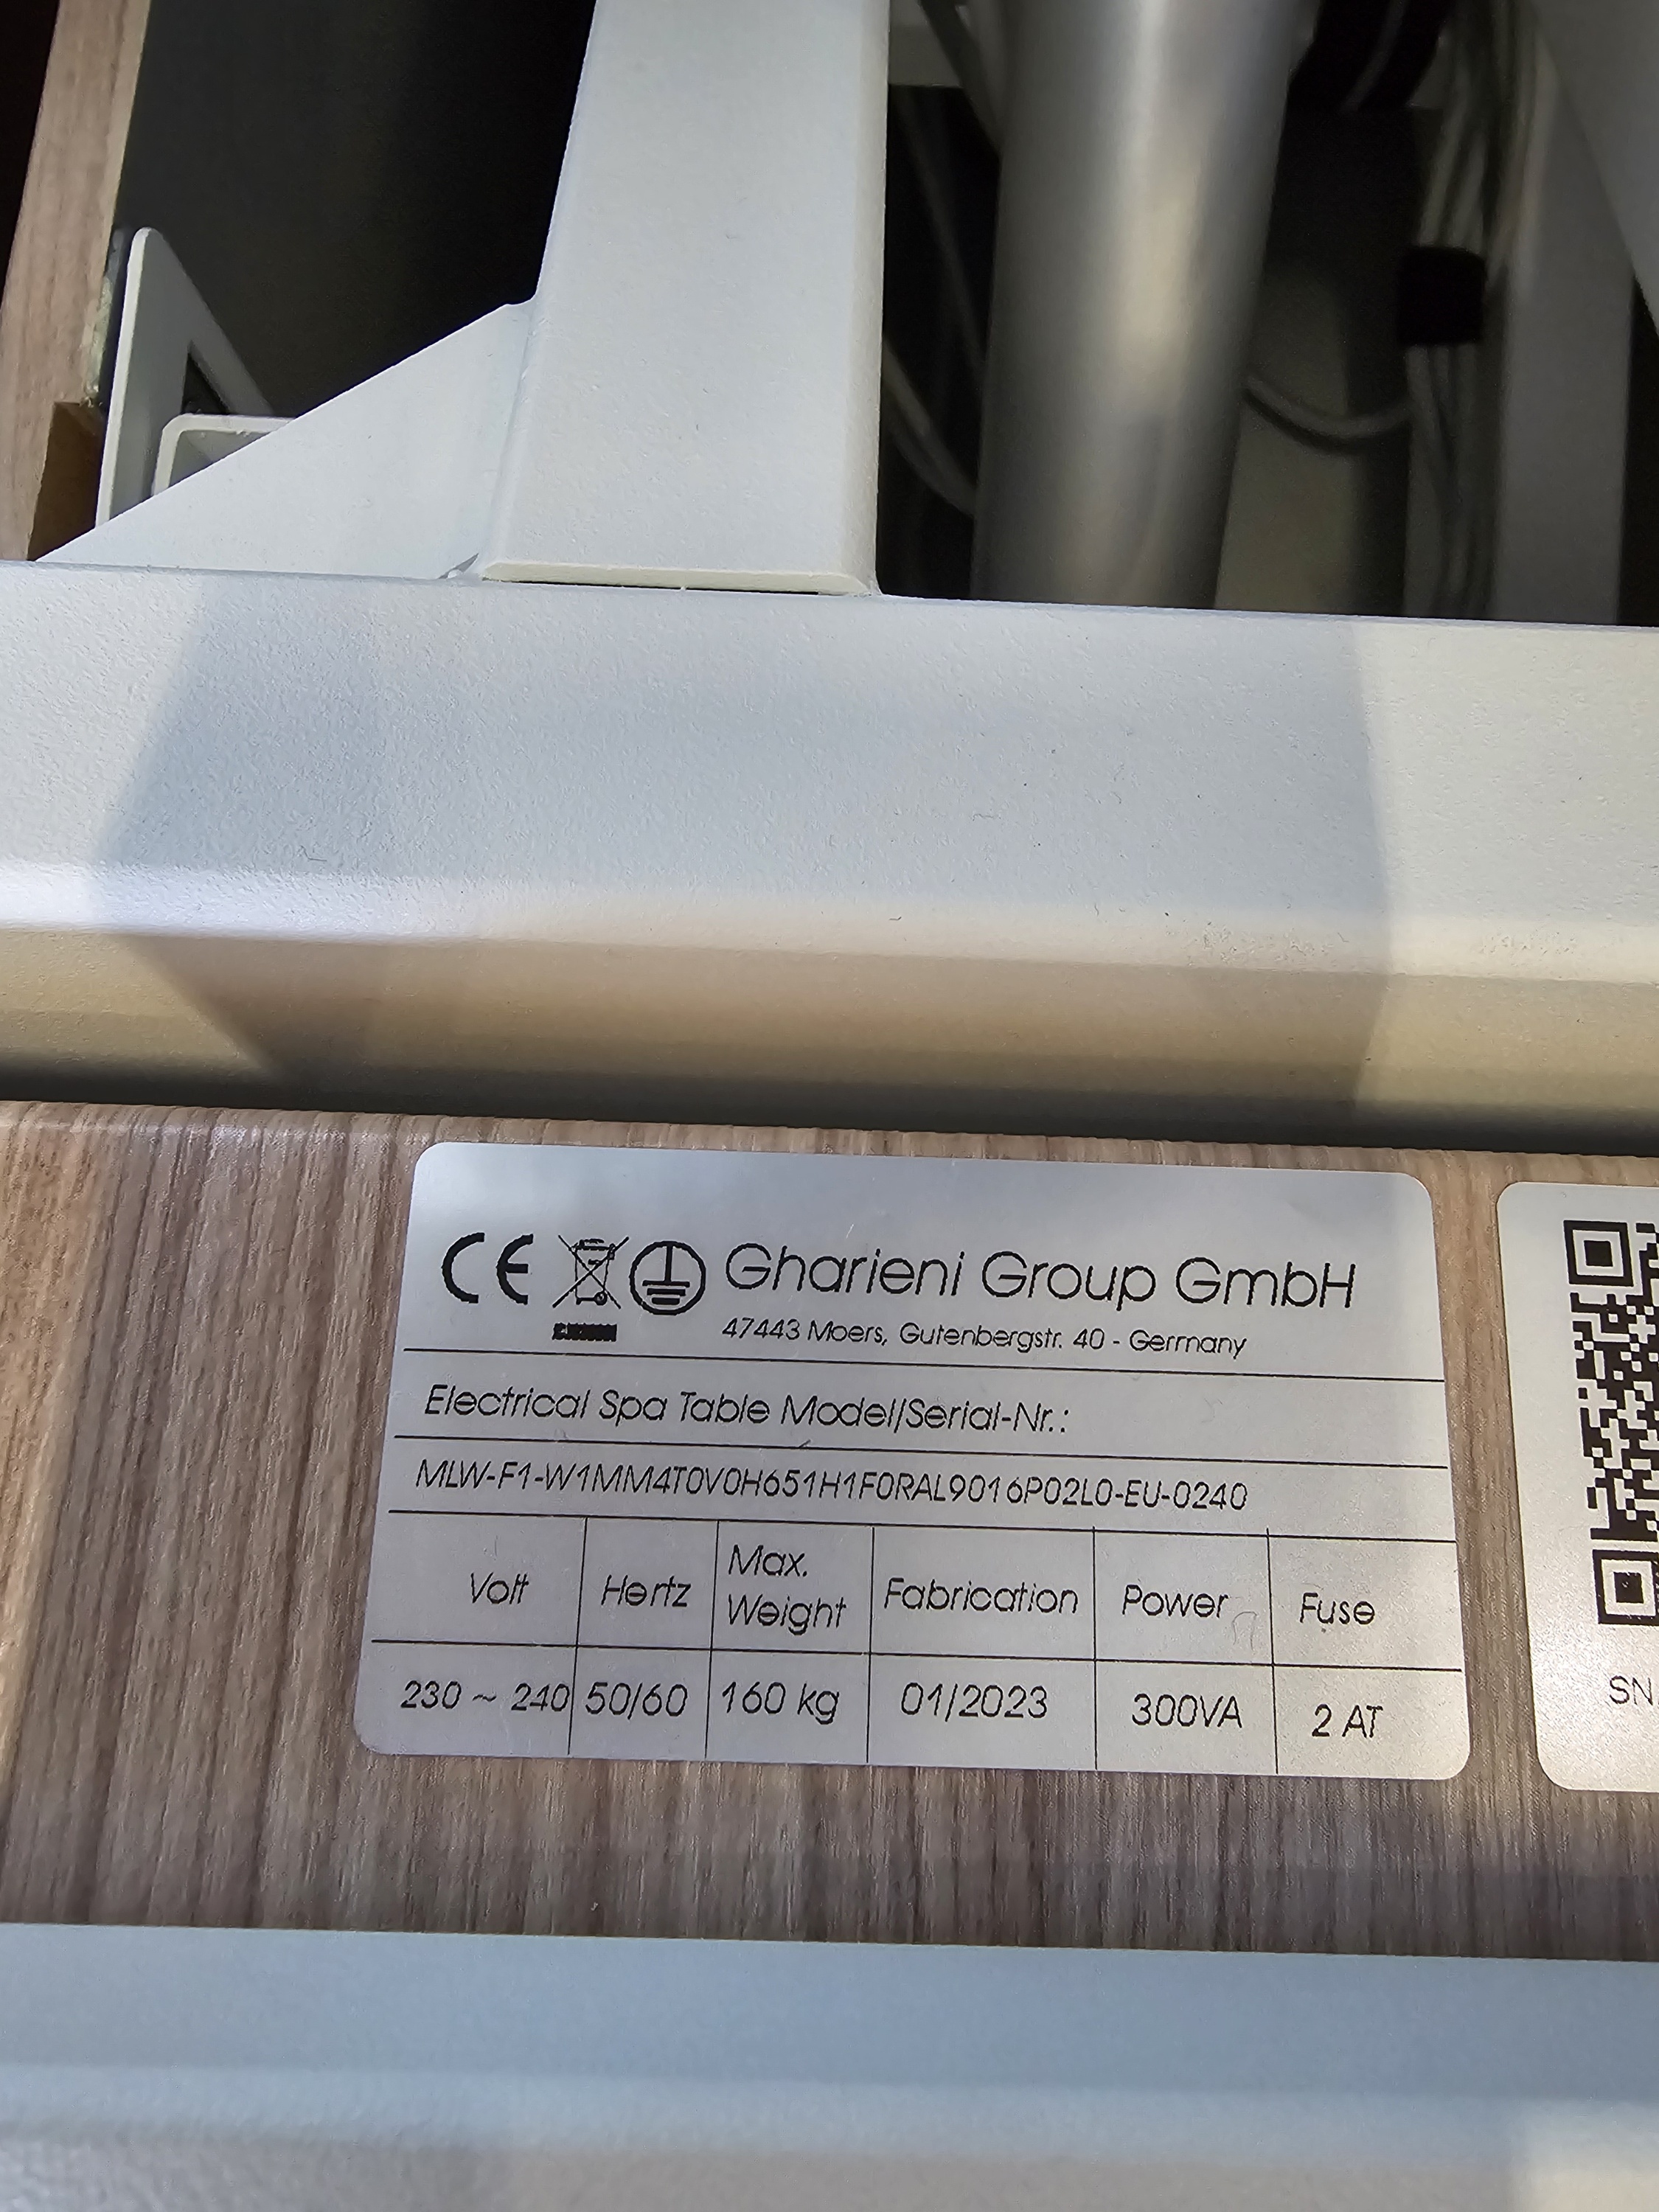 CE
Gharieni Group GmbH
47443 Moers, Gutenbergstr. 40 - Germany
Electrical Spa Table Model/Serial-Nr.:
MLW-F1-W1MM4T0V0H651H1F0RAL9016P02L0-EU-0240
Volt Hertz Max. Weight Fabrication Power Fuse
230 ~ 240 50/60 160 kg 01/2023 300VA 2 AT
SN